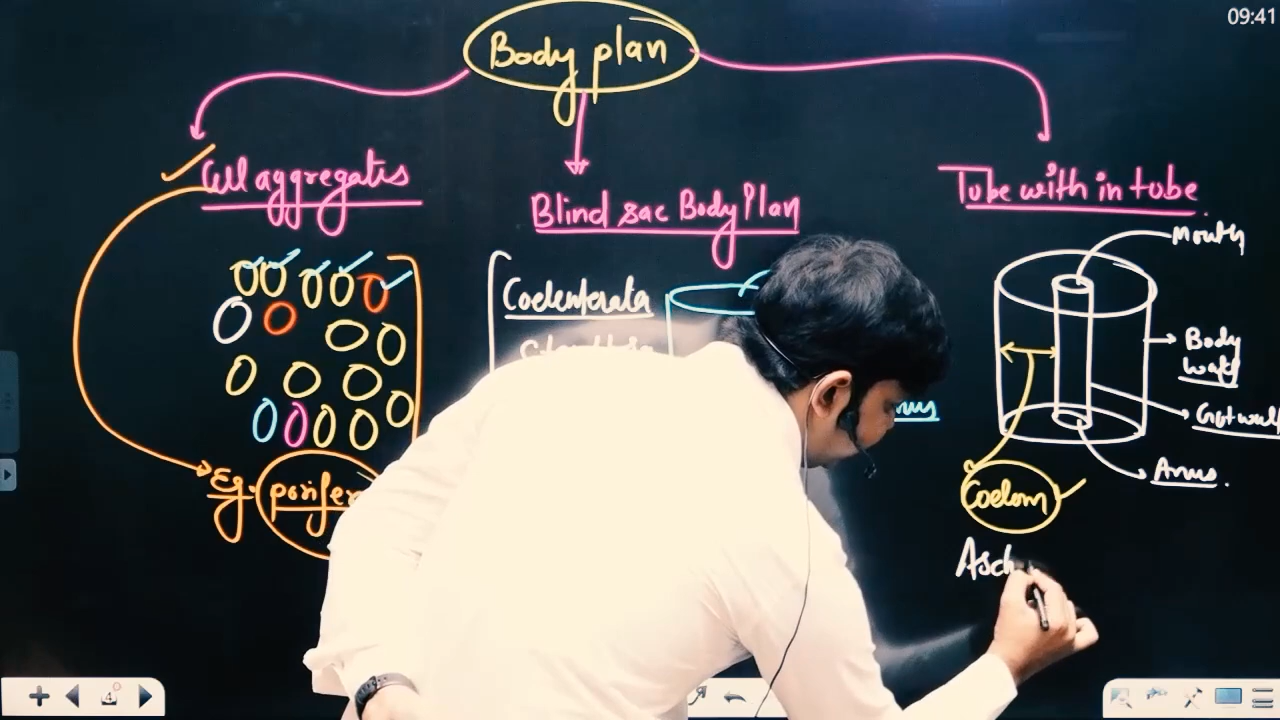 09:41
Body plan
Cell aggregates
Blind sac Body Plan
Tube with in tube
Mouth
Coelenterata
Body
wall
Gut wall
Anus.
Eg.
Coelom